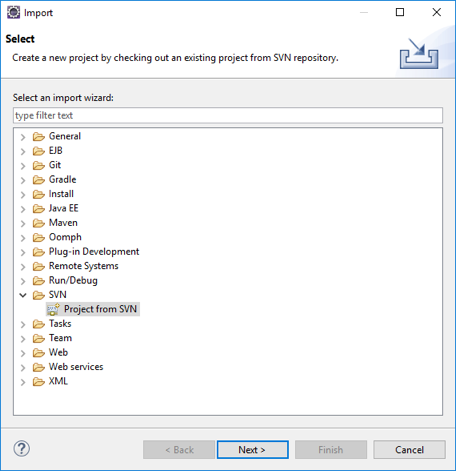 Import
Select
Create a new project by checking out an existing project from SVN repository.
Select an import wizard:
type filter text
General
EJB
Git
Gradle
Install
Java EE
Maven
Oomph
Plug-in Development
Remote Systems
Run/Debug
SVN
Project from SVN
Tasks
Team
Web
Web services
XML
? < Back Next > Finish Cancel